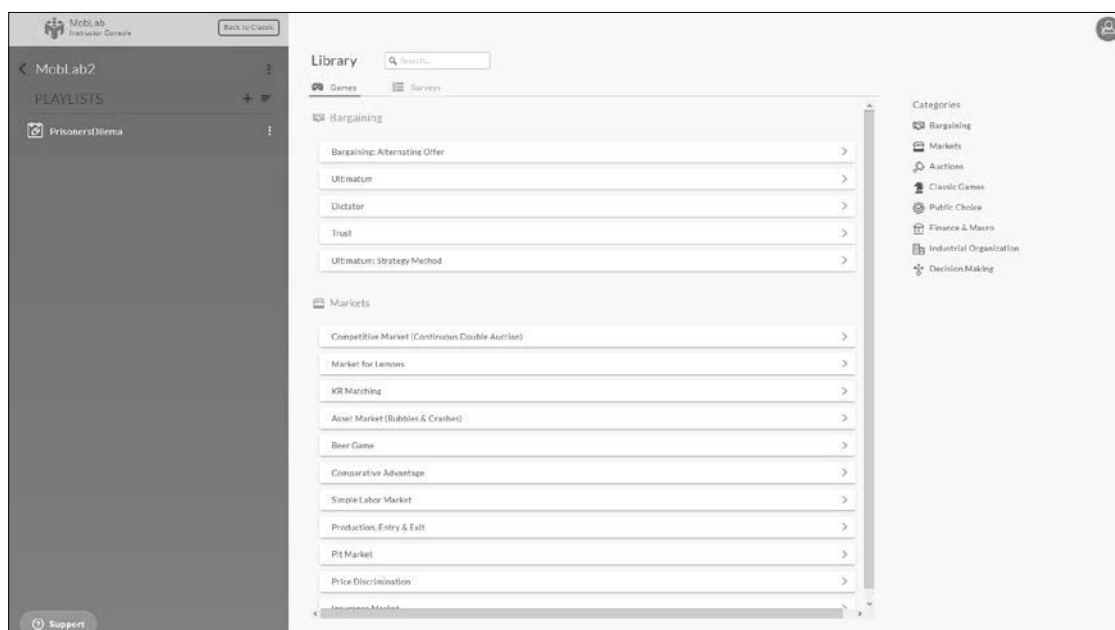 MobLab
Instructor Console
Back to Classic
MobLab2
PLAYLISTS
PrisonersDilema
Support
Library
Search...
Games
Surveys
Bargaining
Bargaining: Alternating Offer
Ultimatum
Dictator
Trust
Ultimatum: Strategy Method
Markets
Competitive Market (Continuous Double Auction)
Market for Lemons
KR Matching
Asset Market (Bubbles & Crashes)
Beer Game
Comparative Advantage
Simple Labor Market
Production, Entry & Exit
Pit Market
Price Discrimination
Insurance Market
Categories
Bargaining
Markets
Auctions
Classic Games
Public Choice
Finance & Macro
Industrial Organization
Decision Making